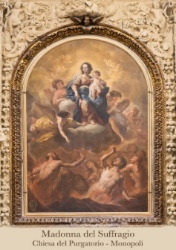 Madonna del Suffragio
Chiesa del Purgatorio - Monopoli